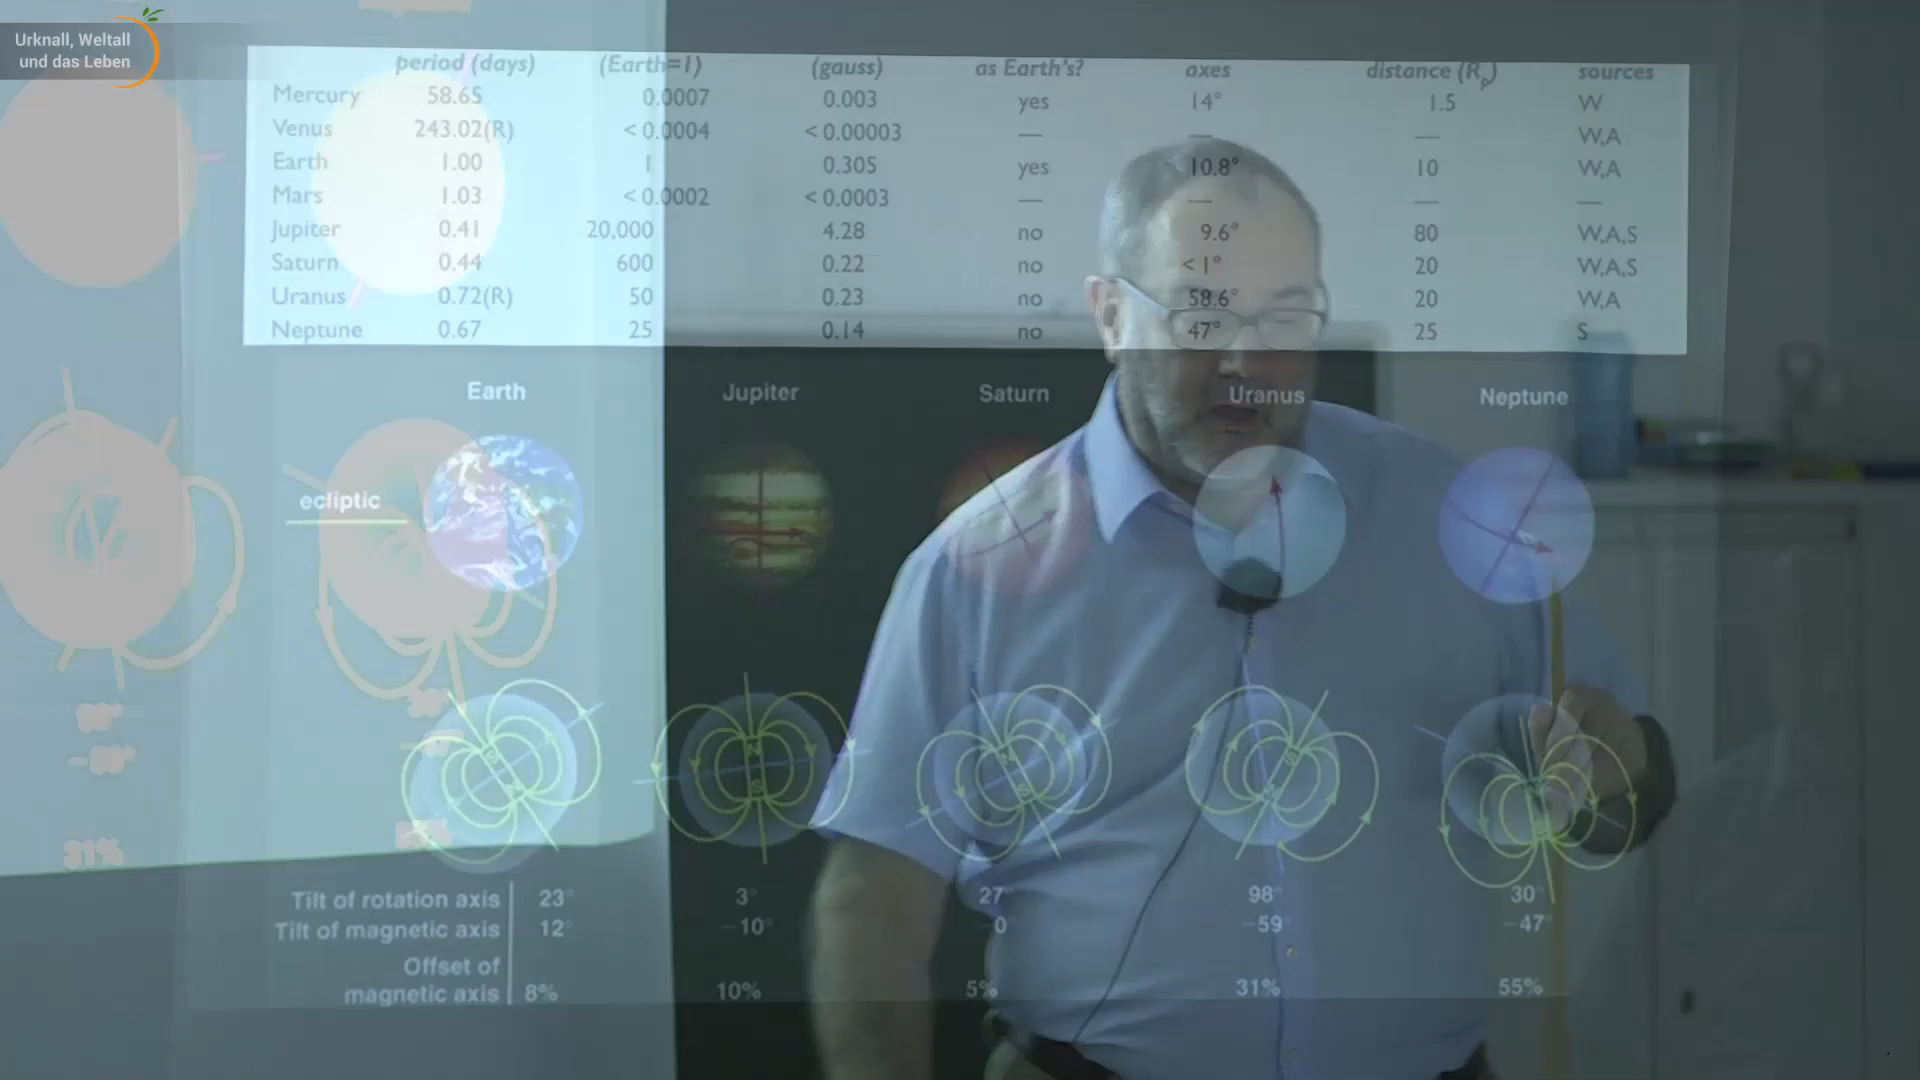 Urknall, Weltall
und das Leben
period (days) (Earth=1) (gauss) as Earth's? axes distance (Rp) sources
Mercury 58.65 0.0007 0.003 yes 14° 1.5 W
Venus 243.02(R) < 0.0004 < 0.00003 — — — W,A
Earth 1.00 1 0.305 yes 10.8° 10 W,A
Mars 1.03 < 0.0002 < 0.0003 — — — —
Jupiter 0.41 20,000 4.28 no 9.6° 80 W,A,S
Saturn 0.44 600 0.22 no < 1° 20 W,A,S
Uranus 0.72(R) 50 0.23 no 58.6° 20 W,A
Neptune 0.67 25 0.14 no 47° 25 S
Earth Jupiter Saturn Uranus Neptune
ecliptic
S N S N S S
N S
31%
Tilt of rotation axis 23° 3° 27° 98° 30°
Tilt of magnetic axis 12° -10° -0° -59° -47°
Offset of
magnetic axis 8% 10% 5% 31% 55%